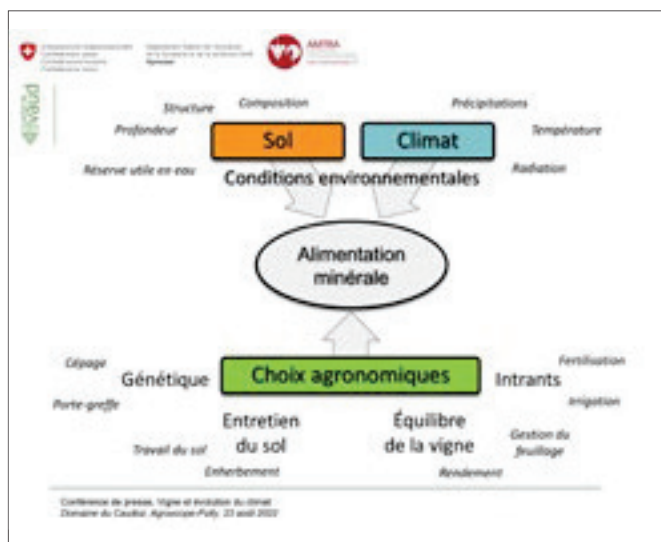 AMTRA
vaud
Structure
Composition
Précipitations
Profondeur
Sol
Climat
Température
Réserve utile en eau
Conditions environnementales
Radiation
Alimentation
minérale
Cépage
Génétique
Choix agronomiques
Intrants
Fertilisation
Porte-greffe
Irrigation
Entretien
du sol
Équilibre
de la vigne
Travail du sol
Gestion du
feuillage
Enherbement
Rendement
Conférence de presse, Vigne et évolution du climat
Domaine du Caudoz, Agroscope-Pully, 23 août 2022